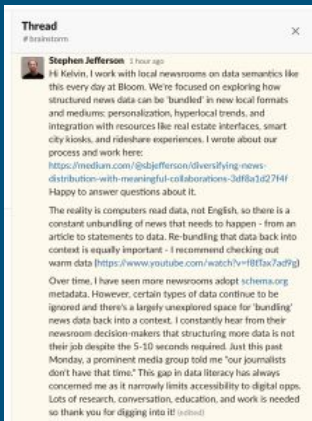 Thread
# brainstorm
Stephen Jefferson 1 hour ago
Hi Kelvin, I work with local newsrooms on data semantics like
this every day at Bloom. We're focused on exploring how
structured news data can be 'bundled' in new local formats
and mediums: personalization, hyperlocal trends, and
integration with resources like real estate interfaces, smart
city kiosks, and rideshare experiences. I wrote about our
process and work here:
https://medium.com/@sbjefferson/diversifying-news-
distribution-with-meaningful-collaborations-3df8a1d27f4f
Happy to answer questions about it.
The reality is computers read data, not English, so there is a
constant unbundling of news that needs to happen - from an
article to statements to data. Re-bundling that data back into
context is equally important - I recommend checking out
warm data (https://www.youtube.com/watch?v=f8fTax7ad9g)
Over time, I have seen more newsrooms adopt schema.org
metadata. However, certain types of data continue to be
ignored and there's a largely unexplored space for 'bundling'
news data back into a context. I constantly hear from their
newsroom decision-makers that structuring more data is not
their job despite the 5-10 seconds required. Just this past
Monday, a prominent media group told me "our journalists
don't have that time." This gap in data literacy has always
concerned me as it narrowly limits accessibility to digital opps.
Lots of research, conversation, education, and work is needed
so thank you for digging into it! (edited)